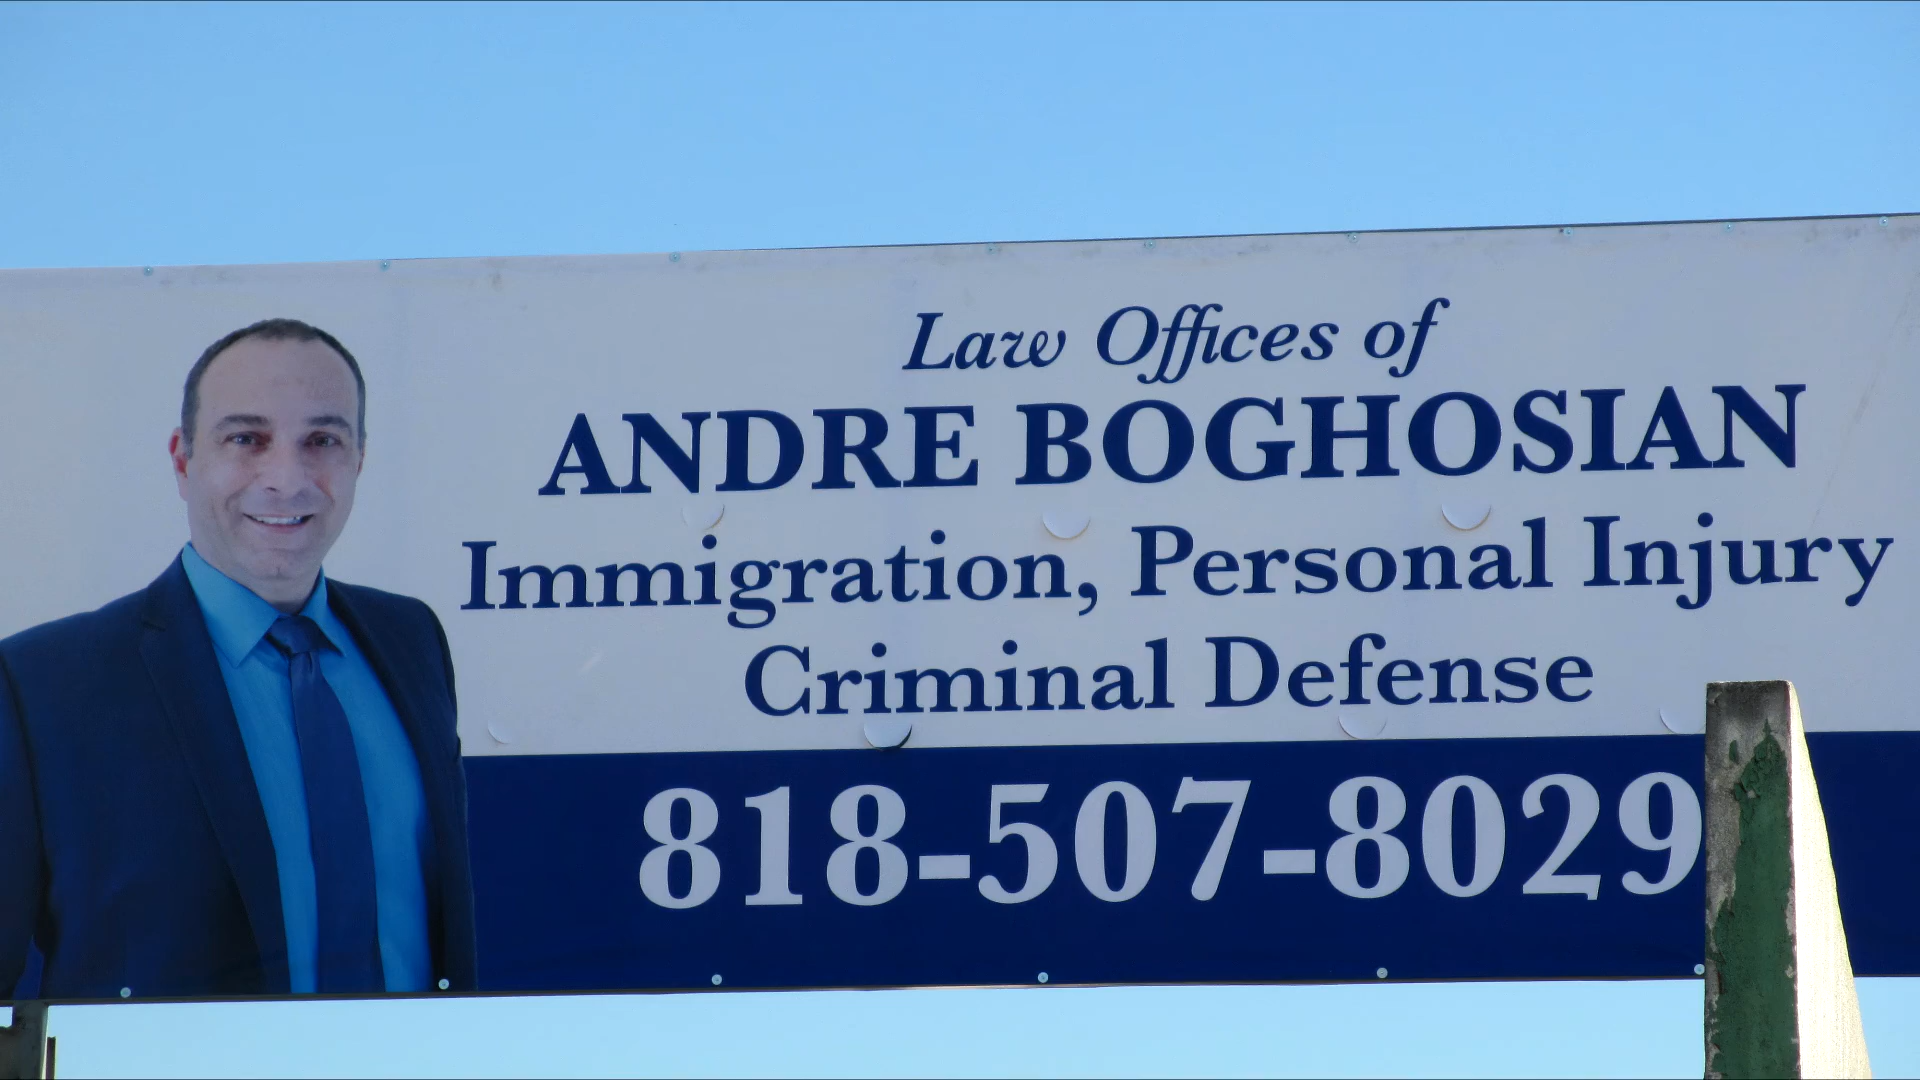 Law Offices of
ANDRE BOGHOSIAN
Immigration, Personal Injury
Criminal Defense
818-507-8029